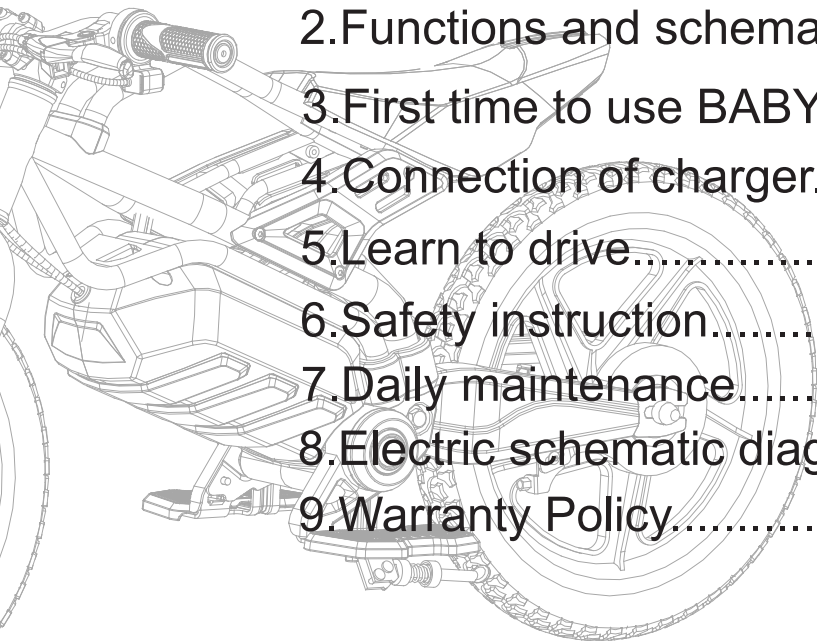 2.Functions and schema
3.First time to use BABY
4.Connection of charger.
5.Learn to drive..............
6.Safety instruction.........
7.Daily maintenance.......
8.Electric schematic diag
9.Warranty Policy............